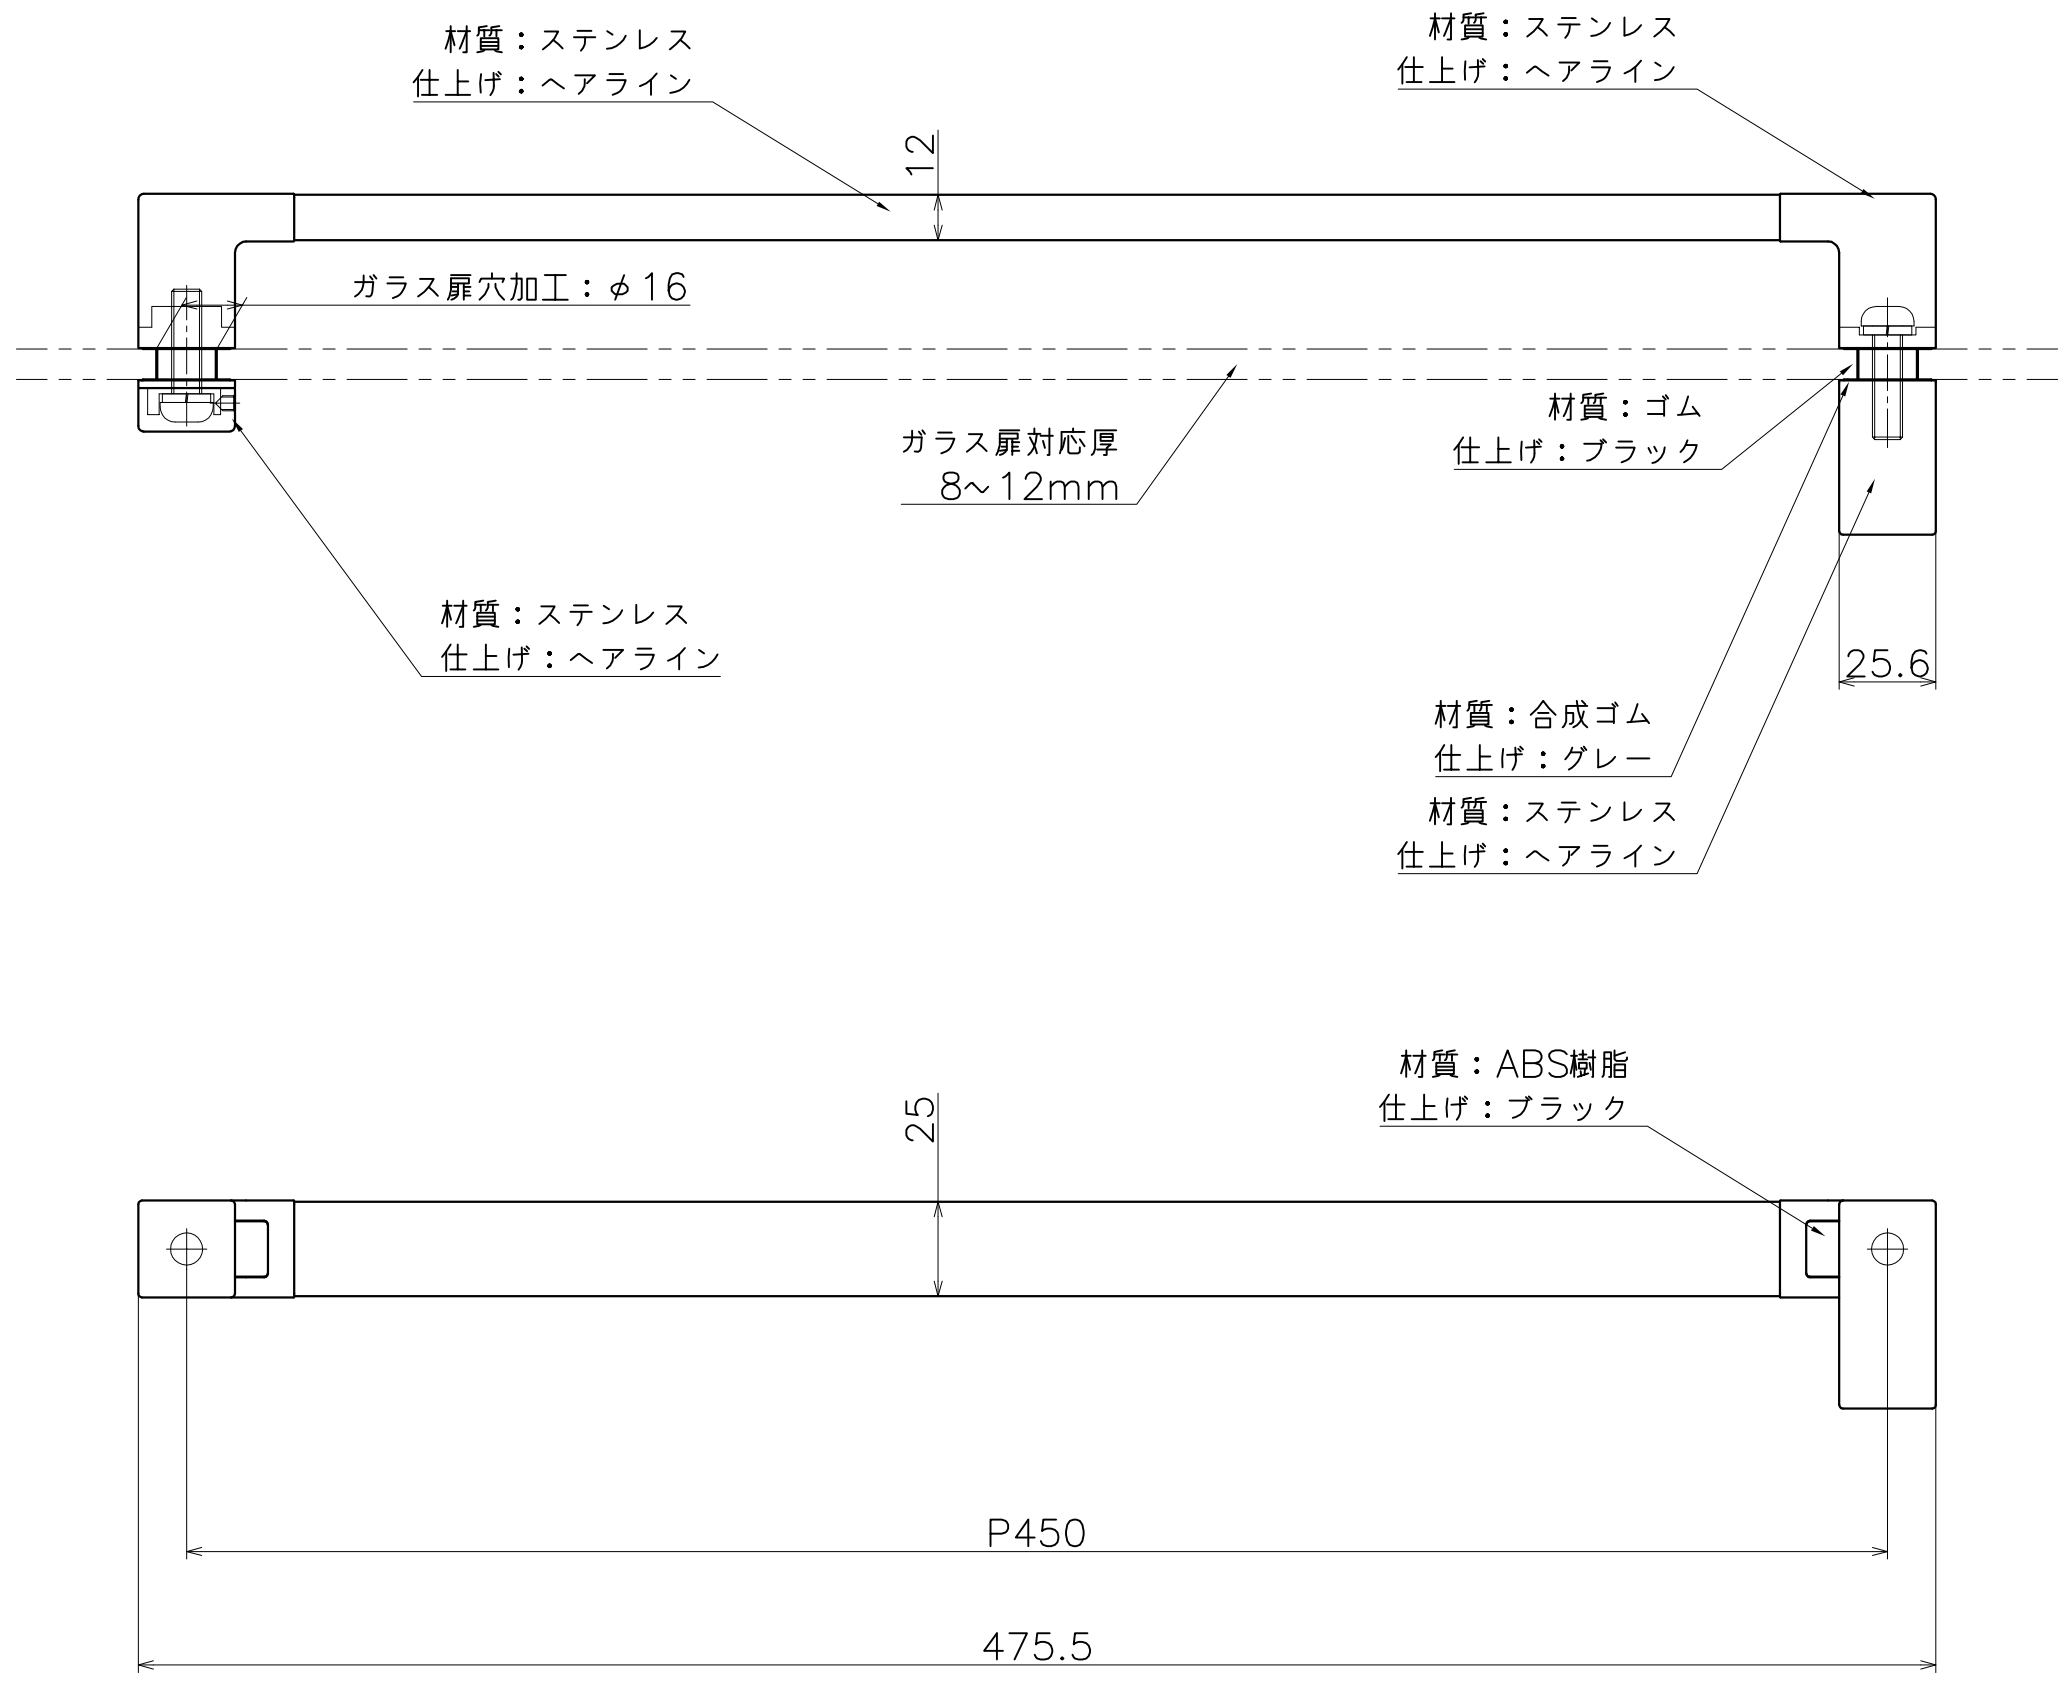 材質：ステンレス
仕上げ：ヘアライン
材質：ステンレス
仕上げ：ヘアライン
12
ガラス扉穴加工：φ16
材質：ゴム
仕上げ：ブラック
ガラス扉対応厚
8～12mm
材質：ステンレス
仕上げ：ヘアライン
25.6
材質：合成ゴム
仕上げ：グレー
材質：ステンレス
仕上げ：ヘアライン
材質：ABS樹脂
仕上げ：ブラック
25
P450
475.5